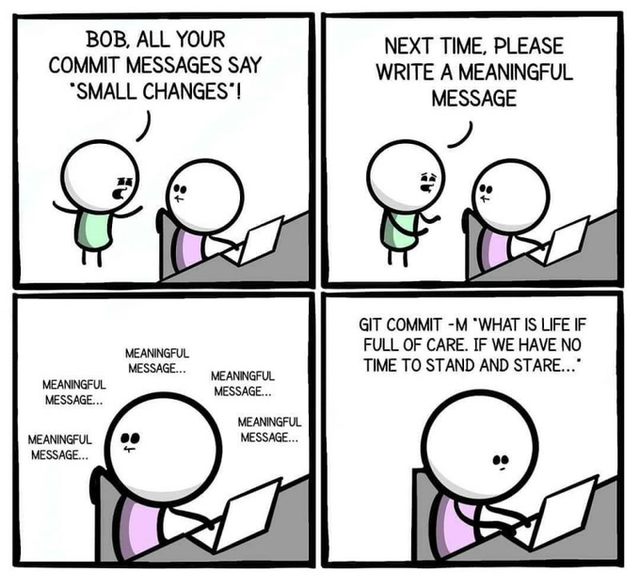 BOB, ALL YOUR
COMMIT MESSAGES SAY
"SMALL CHANGES"!
NEXT TIME, PLEASE
WRITE A MEANINGFUL
MESSAGE
MEANINGFUL
MESSAGE...
MEANINGFUL
MESSAGE...
MEANINGFUL
MESSAGE...
MEANINGFUL
MESSAGE...
MEANINGFUL
MESSAGE...
GIT COMMIT -M "WHAT IS LIFE IF
FULL OF CARE. IF WE HAVE NO
TIME TO STAND AND STARE..."